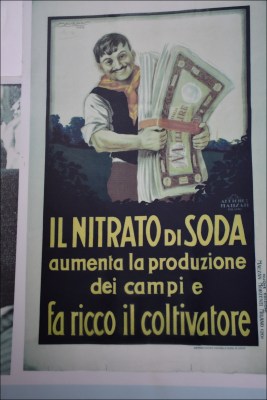 IL NITRATO DI SODA
aumenta la produzione
dei campi e
fa ricco il coltivatore